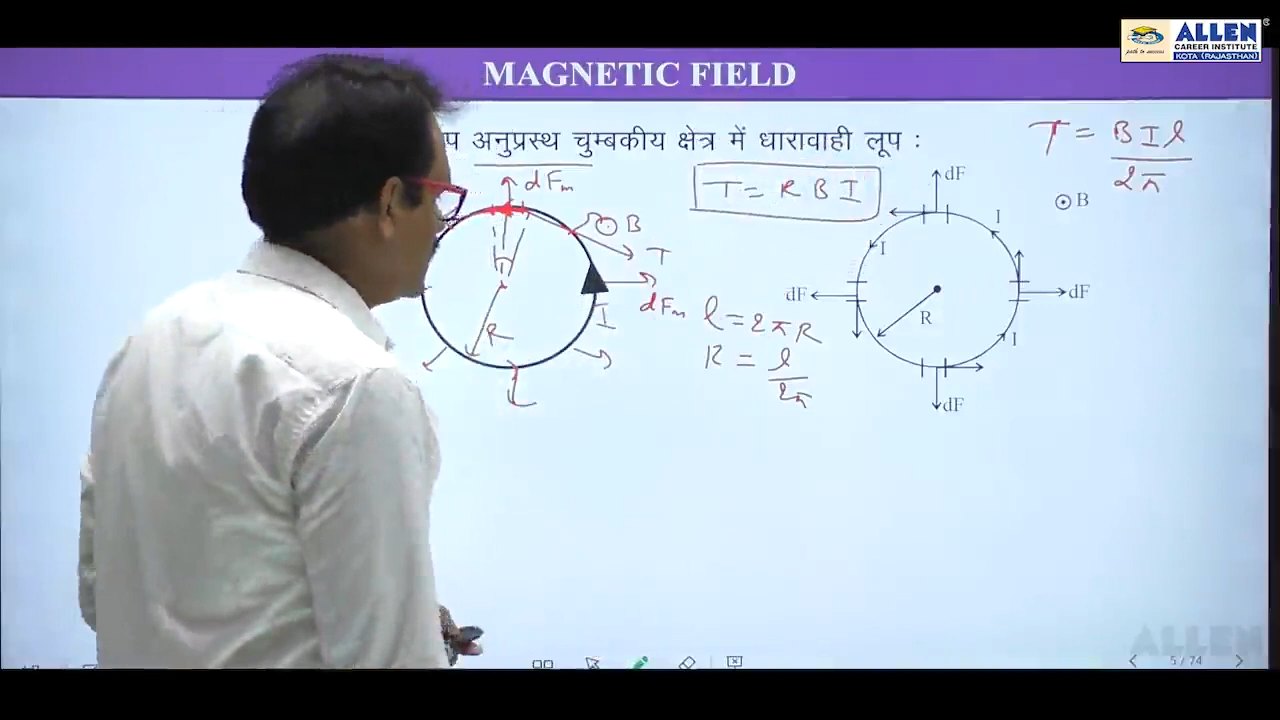 ALLEN
CAREER INSTITUTE
KOTA (RAJASTHAN)
MAGNETIC FIELD
अनुप्रस्थ चुम्बकीय क्षेत्र में धारावाही लूप :
T = B I l / 2π
T = R B I
dFm
B
T
dFm
I
R
l = 2πR
R = l / 2π
dF
B
I
I
dF
dF
R
I
dF
ALLEN
5 / 74